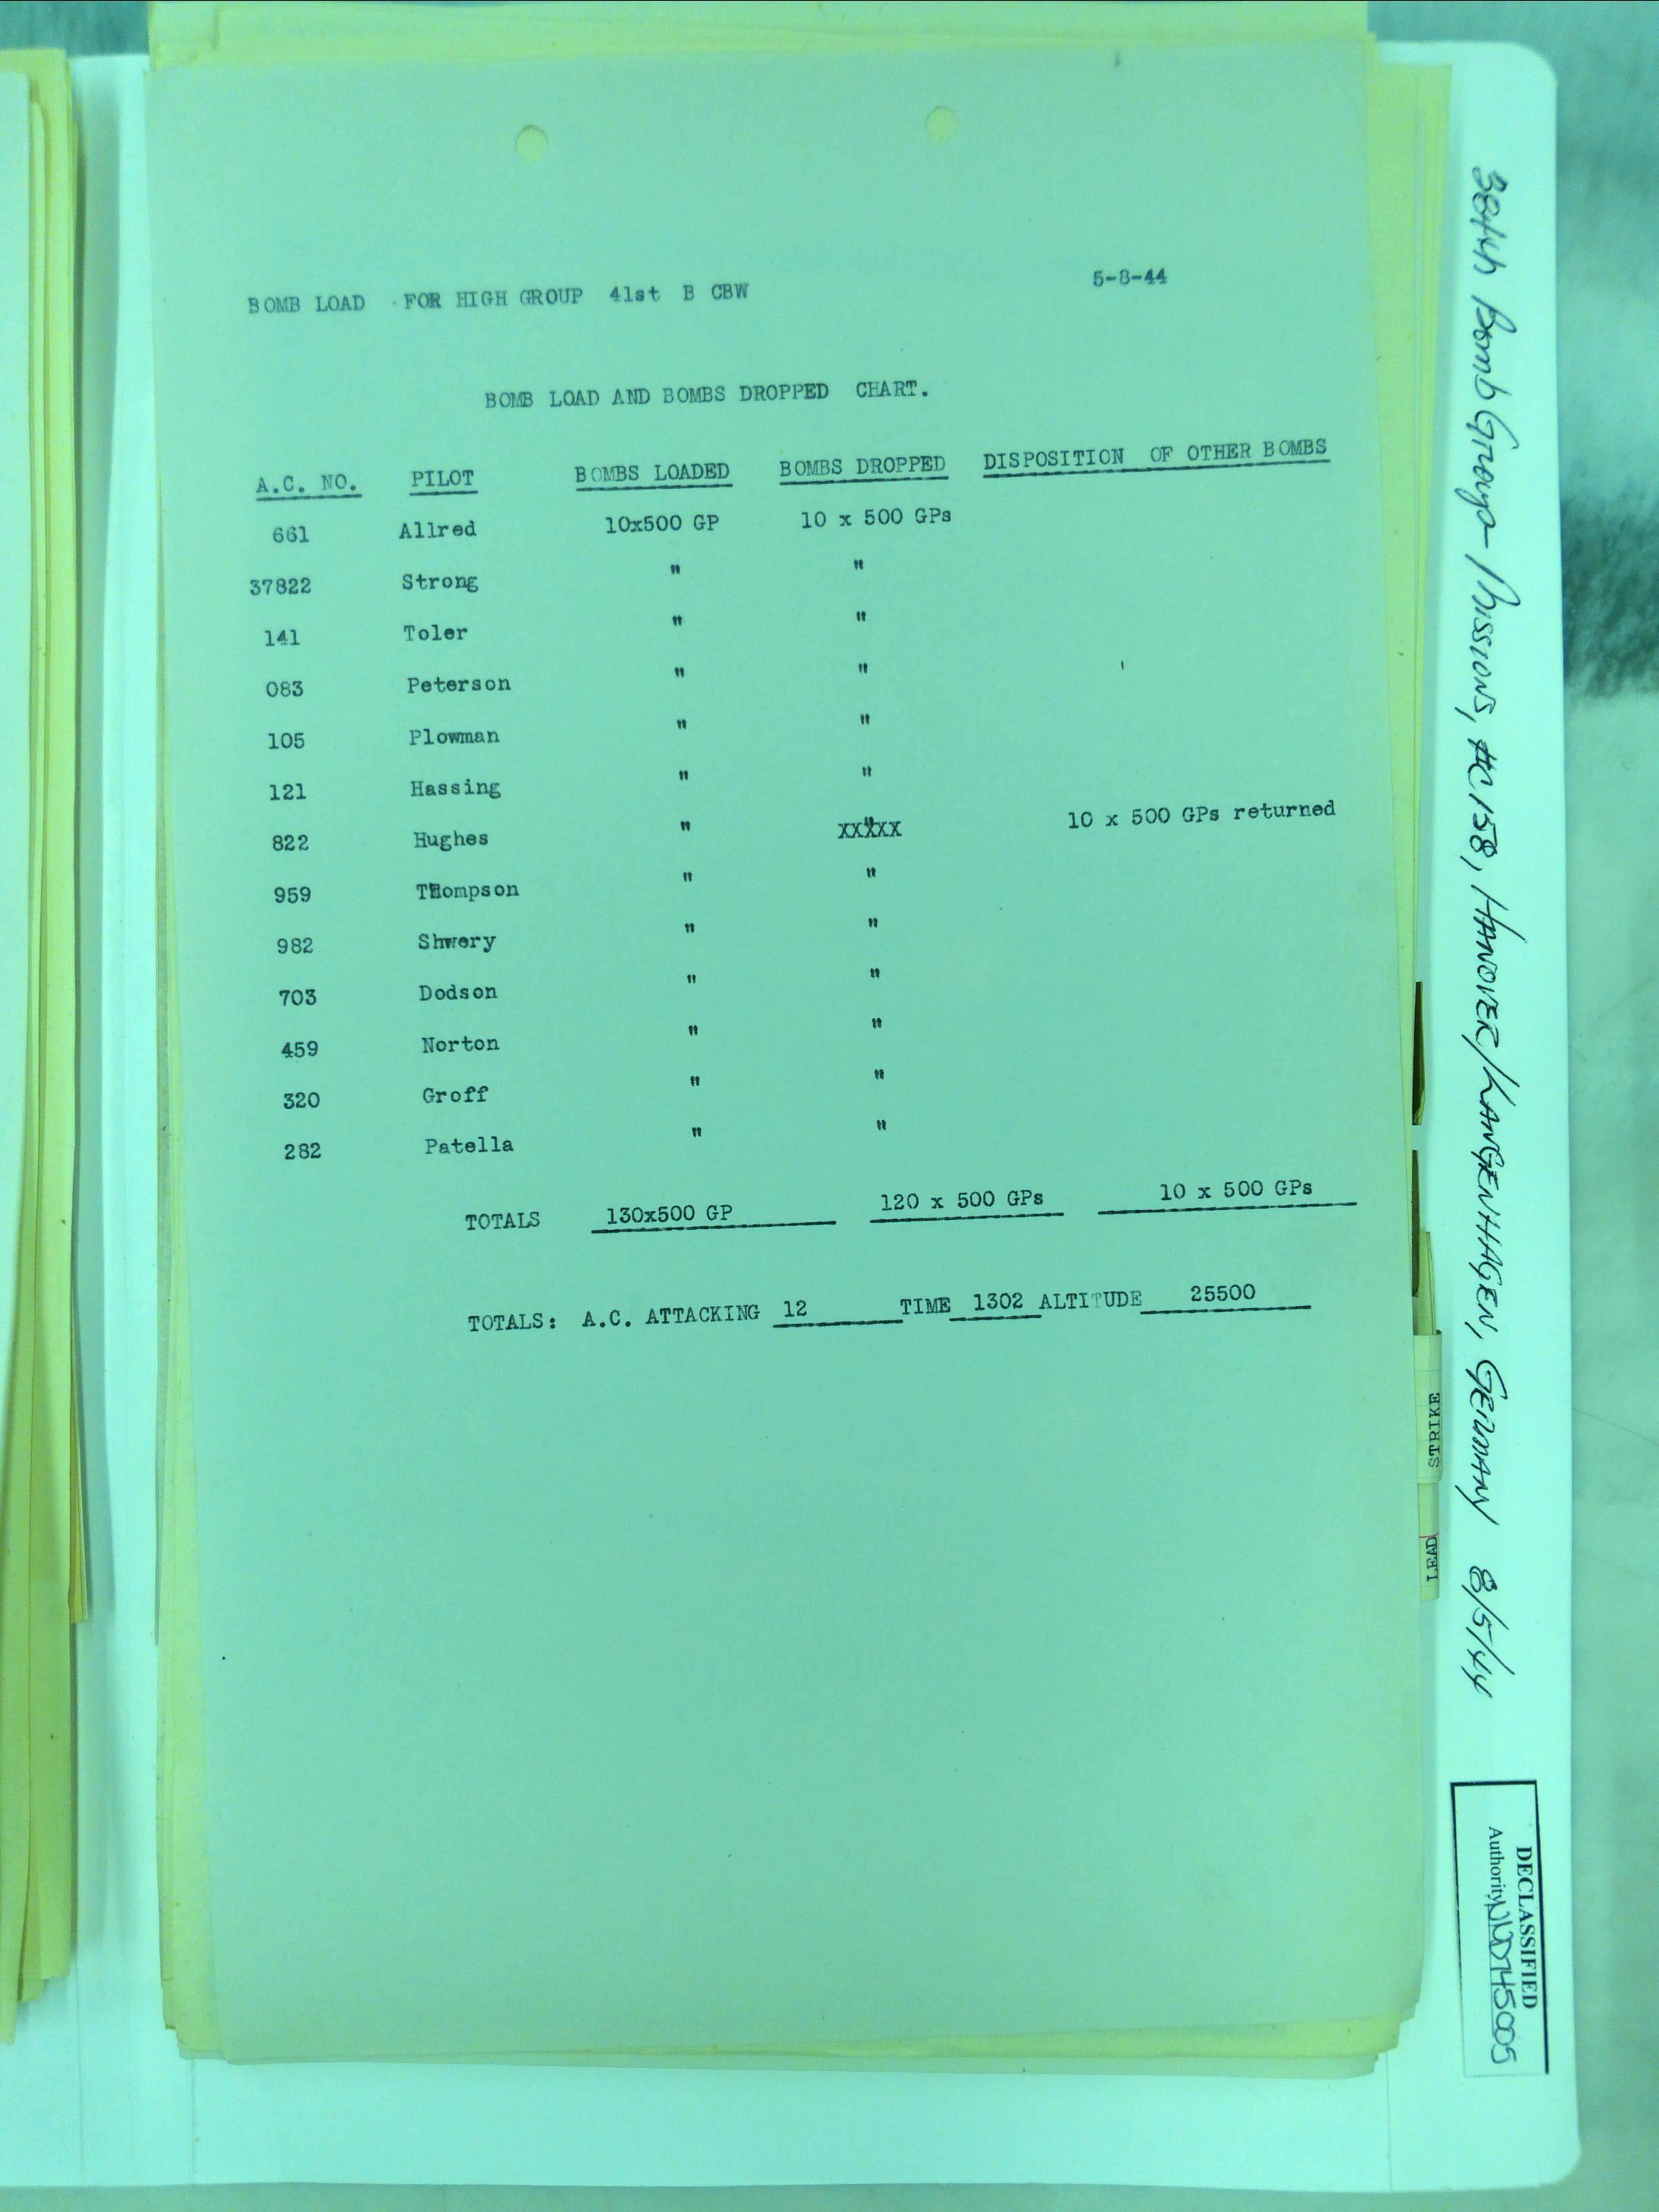 BOMB LOAD FOR HIGH GROUP 41st B CBW 5-8-44
BOMB LOAD AND BOMBS DROPPED CHART.
A.C. NO. PILOT BOMBS LOADED BOMBS DROPPED DISPOSITION OF OTHER BOMBS
661 Allred 10x500 GP 10 x 500 GPs
37822 Strong " "
141 Toler " "
083 Peterson " "
105 Plowman " "
121 Hassing " "
822 Hughes " XXXXX 10 x 500 GPs returned
959 Thompson " "
982 Shwery " "
703 Dodson " "
459 Norton " "
320 Groff " "
282 Patella " "
TOTALS 130x500 GP 120 x 500 GPs 10 x 500 GPs
TOTALS: A.C. ATTACKING 12 TIME 1302 ALTITUDE 25500
STRIKE
LEAD
384th Bomb Group - Missions, #C 158, HANOVER/LANGENHAGEN, GERMANY 8/5/44
DECLASSIFIED
Authority NND745005